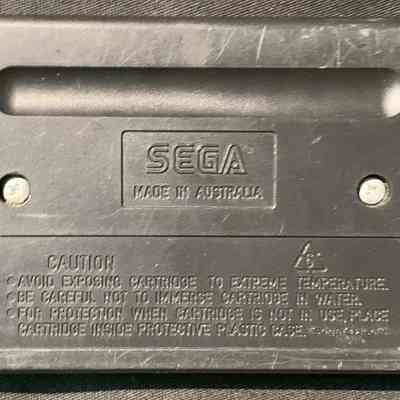 SEGA
MADE IN AUSTRALIA
CAUTION
•AVOID EXPOSING CARTRIDGE TO EXTREME TEMPERATURE.
•BE CAREFUL NOT TO IMMERSE CARTRIDGE IN WATER.
•FOR PROTECTION WHEN CARTRIDGE IS NOT IN USE,PLACE
CARTRIDGE INSIDE PROTECTIVE PLASTIC CASE.